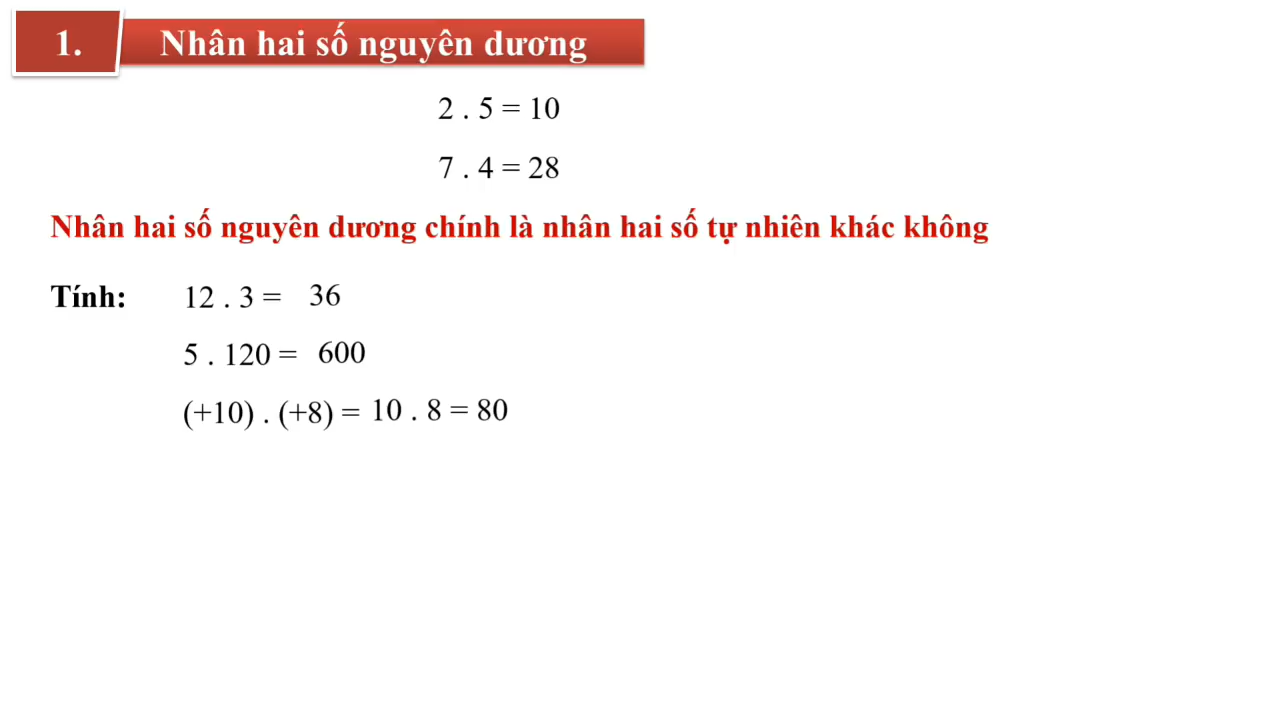 1. Nhân hai số nguyên dương
2 . 5 = 10
7 . 4 = 28
Nhân hai số nguyên dương chính là nhân hai số tự nhiên khác không
Tính: 12 . 3 = 36
5 . 120 = 600
(+10) . (+8) = 10 . 8 = 80